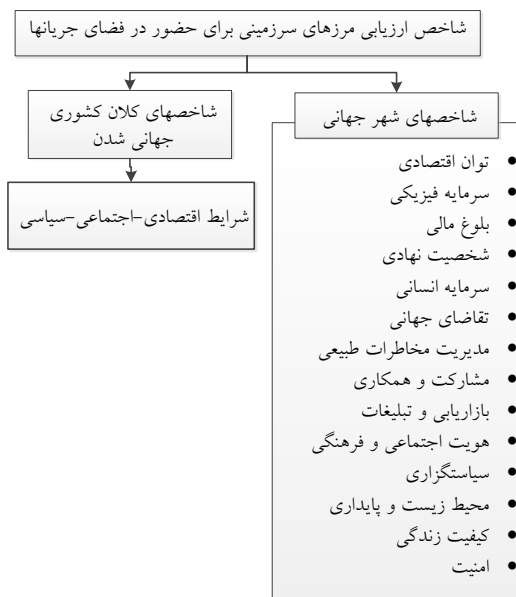 شاخص ارزیابی مرزهای سرزمینی برای حضور در فضای جریانها
شاخصهای شهر جهانی
• توان اقتصادی
• سرمایه فیزیکی
• بلوغ مالی
• شخصیت نهادی
• سرمایه انسانی
• تقاضای جهانی
• مدیریت مخاطرات طبیعی
• مشارکت و همکاری
• بازاریابی و تبلیغات
• هویت اجتماعی و فرهنگی
• سیاستگزاری
• محیط زیست و پایداری
• کیفیت زندگی
• امنیت
شاخصهای کلان کشوری
جهانی شدن
شرایط اقتصادی-اجتماعی-سیاسی